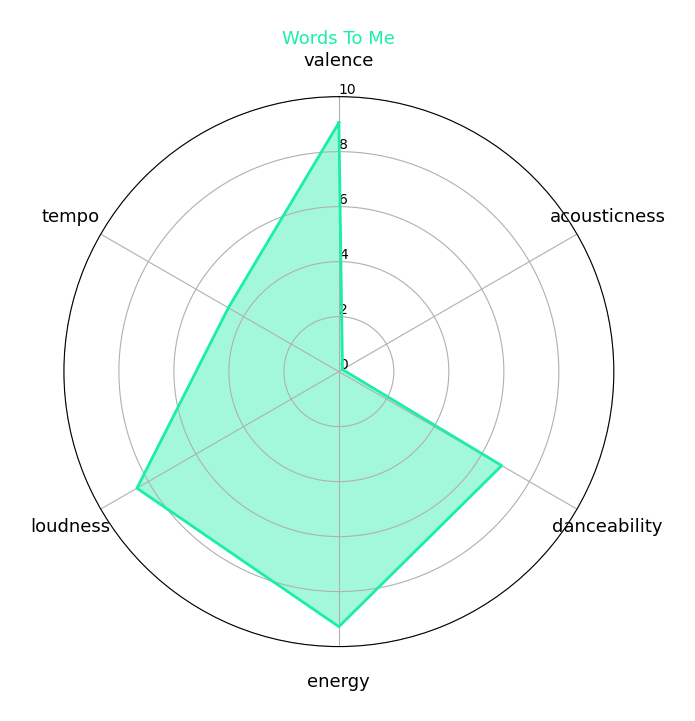 Words To Me
valence
10
8
6
4
2
0
tempo
acousticness
loudness
danceability
energy